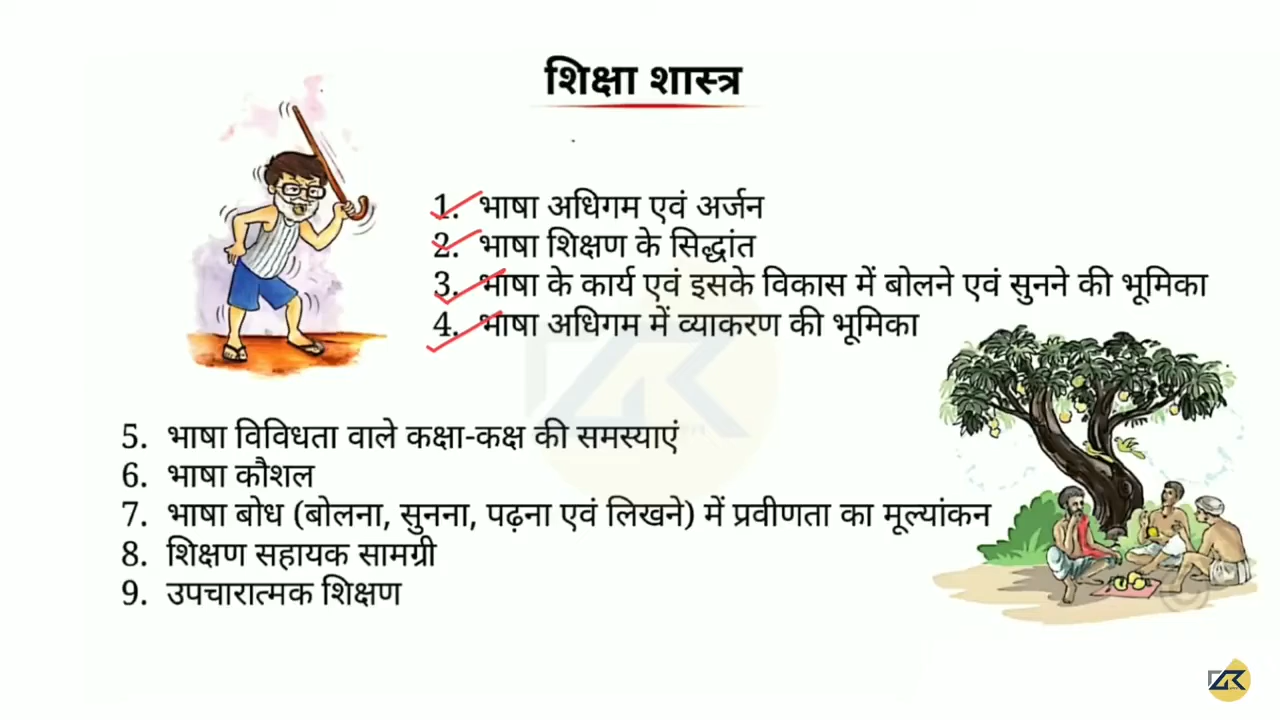 शिक्षा शास्त्र
1. भाषा अधिगम एवं अर्जन
2. भाषा शिक्षण के सिद्धांत
3. भाषा के कार्य एवं इसके विकास में बोलने एवं सुनने की भूमिका
4. भाषा अधिगम में व्याकरण की भूमिका
5. भाषा विविधता वाले कक्षा-कक्ष की समस्याएं
6. भाषा कौशल
7. भाषा बोध (बोलना, सुनना, पढ़ना एवं लिखने) में प्रवीणता का मूल्यांकन
8. शिक्षण सहायक सामग्री
9. उपचारात्मक शिक्षण